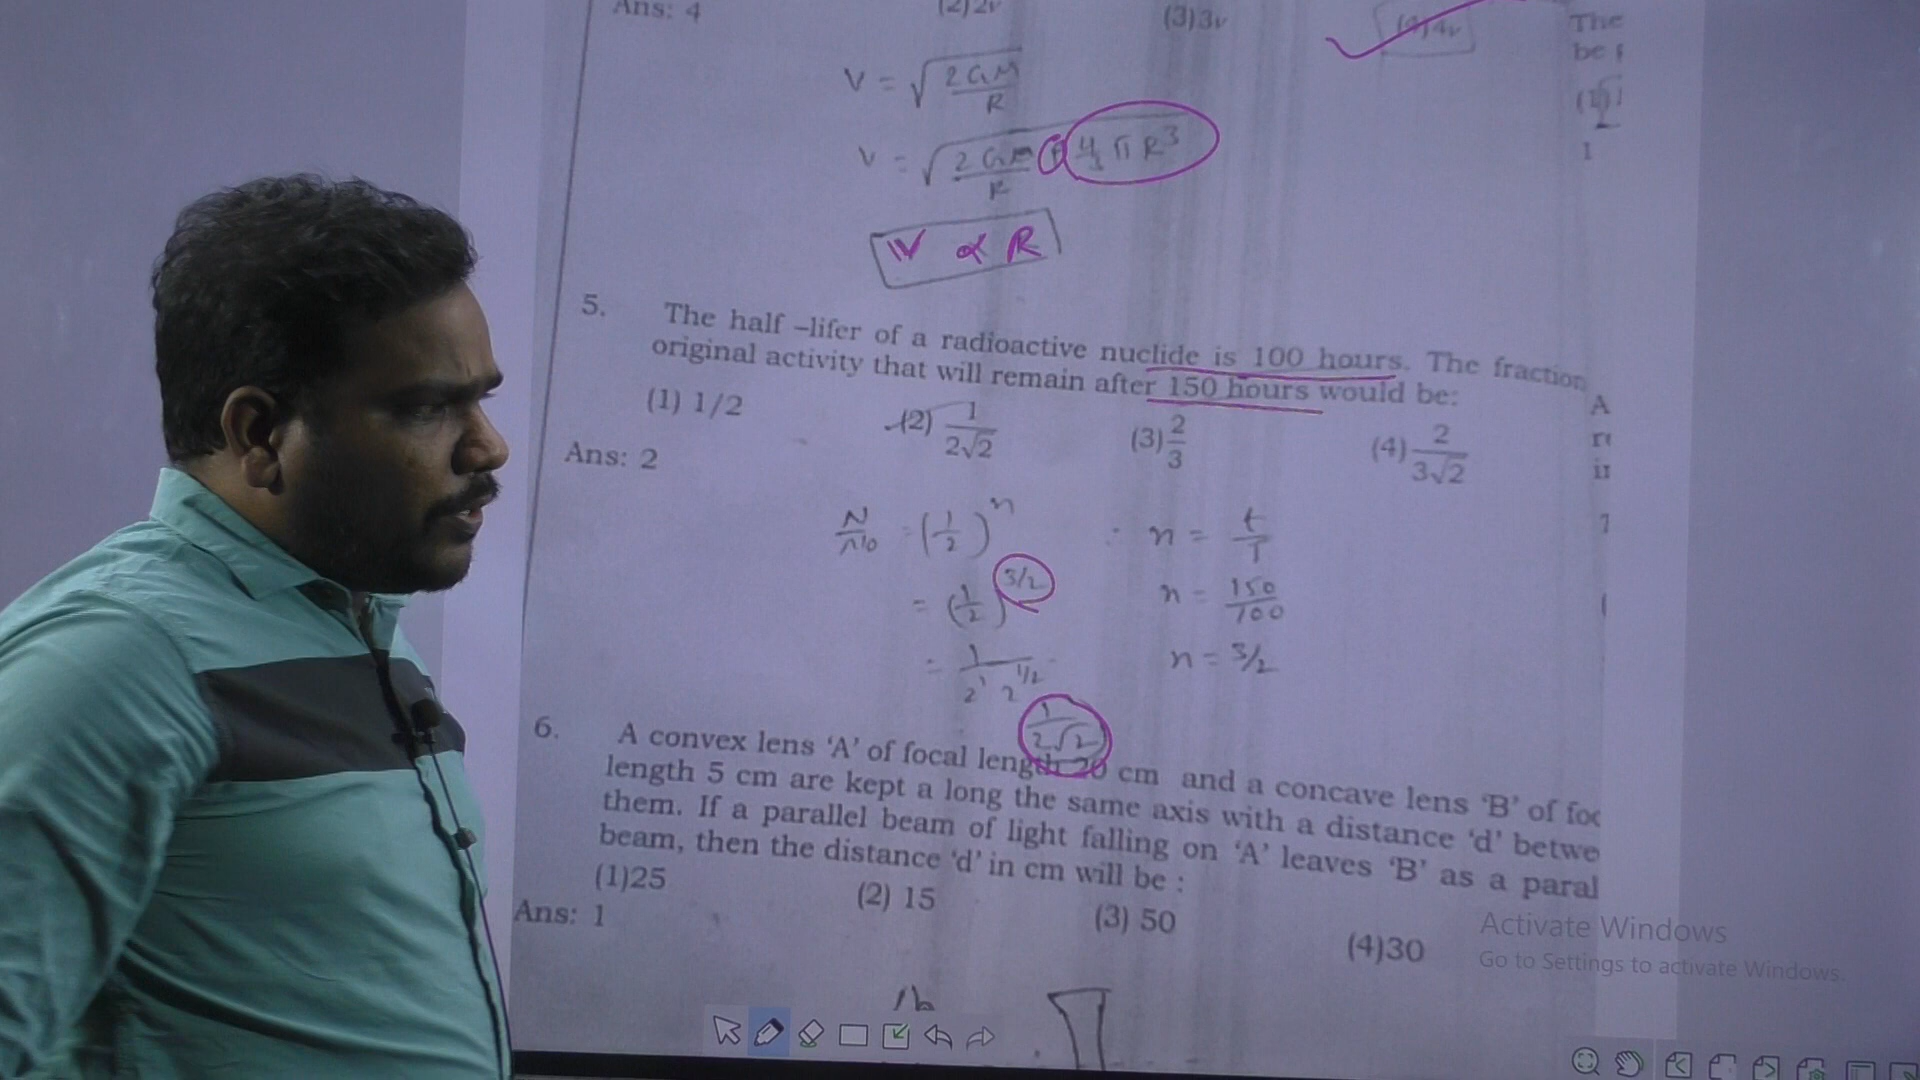 Ans: 4
(2)2v
(3)3v
(4)4v
The
be
V = √2GM/R
V = √2G/R 4/3 π R³
V ∝ R
5. The half –lifer of a radioactive nuclide is 100 hours. The fraction
original activity that will remain after 150 hours would be:
(1) 1/2
(2) 1/2√2
(3) 2/3
(4) 2/3√2
Ans: 2
N/N0 = (1/2)^n ∴ n = t/T
= (1/2)^3/2 n = 150/100
= 1/2^1 2^1/2 n = 3/2
1/2√2
6. A convex lens ‘A’ of focal length 20 cm and a concave lens ‘B’ of foc
length 5 cm are kept a long the same axis with a distance ‘d’ betwe
them. If a parallel beam of light falling on ‘A’ leaves ‘B’ as a paral
beam, then the distance ‘d’ in cm will be :
(1)25
(2) 15
(3) 50
(4)30
Ans: 1
Activate Windows
Go to Settings to activate Windows.